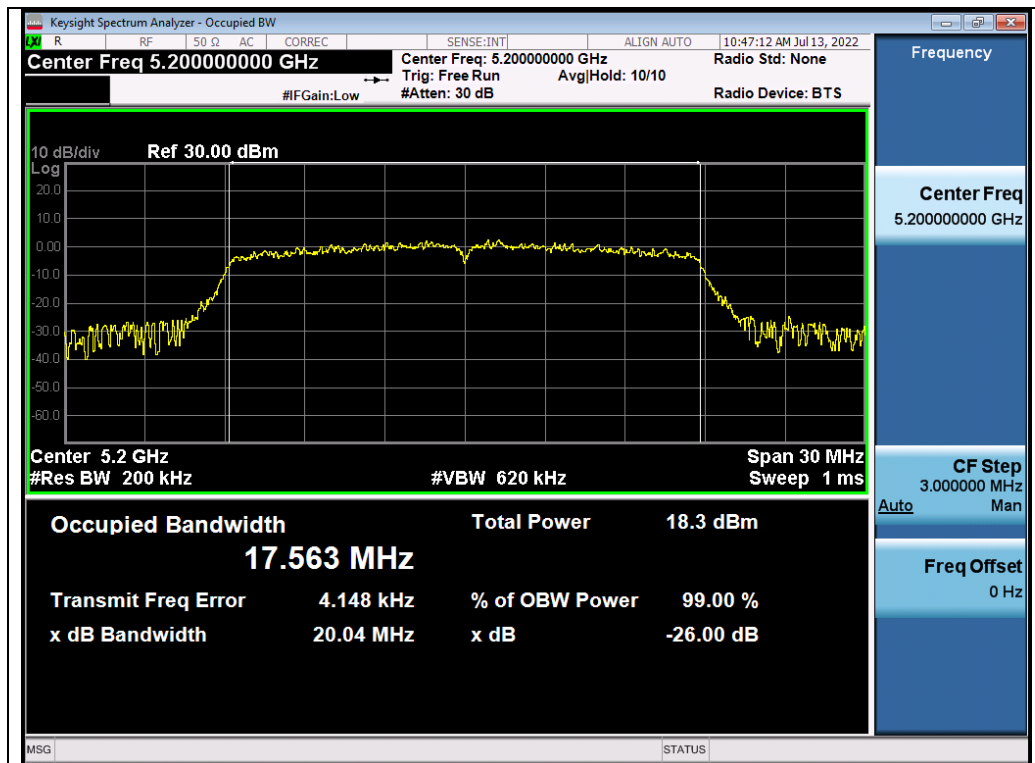 Keysight Spectrum Analyzer - Occupied BW
LXI R RF 50 Ω AC CORREC SENSE:INT ALIGN AUTO 10:47:12 AM Jul 13, 2022
Center Freq 5.200000000 GHz
Center Freq: 5.200000000 GHz Radio Std: None
Trig: Free Run Avg|Hold: 10/10
#IFGain:Low #Atten: 30 dB Radio Device: BTS
10 dB/div Ref 30.00 dBm
Log
20.0
10.0
0.00
-10.0
-20.0
-30.0
-40.0
-50.0
-60.0
Center 5.2 GHz Span 30 MHz
#Res BW 200 kHz #VBW 620 kHz Sweep 1 ms
Occupied Bandwidth Total Power 18.3 dBm
17.563 MHz
Transmit Freq Error 4.148 kHz % of OBW Power 99.00 %
x dB Bandwidth 20.04 MHz x dB -26.00 dB
Frequency
Center Freq
5.200000000 GHz
CF Step
3.000000 MHz
Auto Man
Freq Offset
0 Hz
MSG STATUS